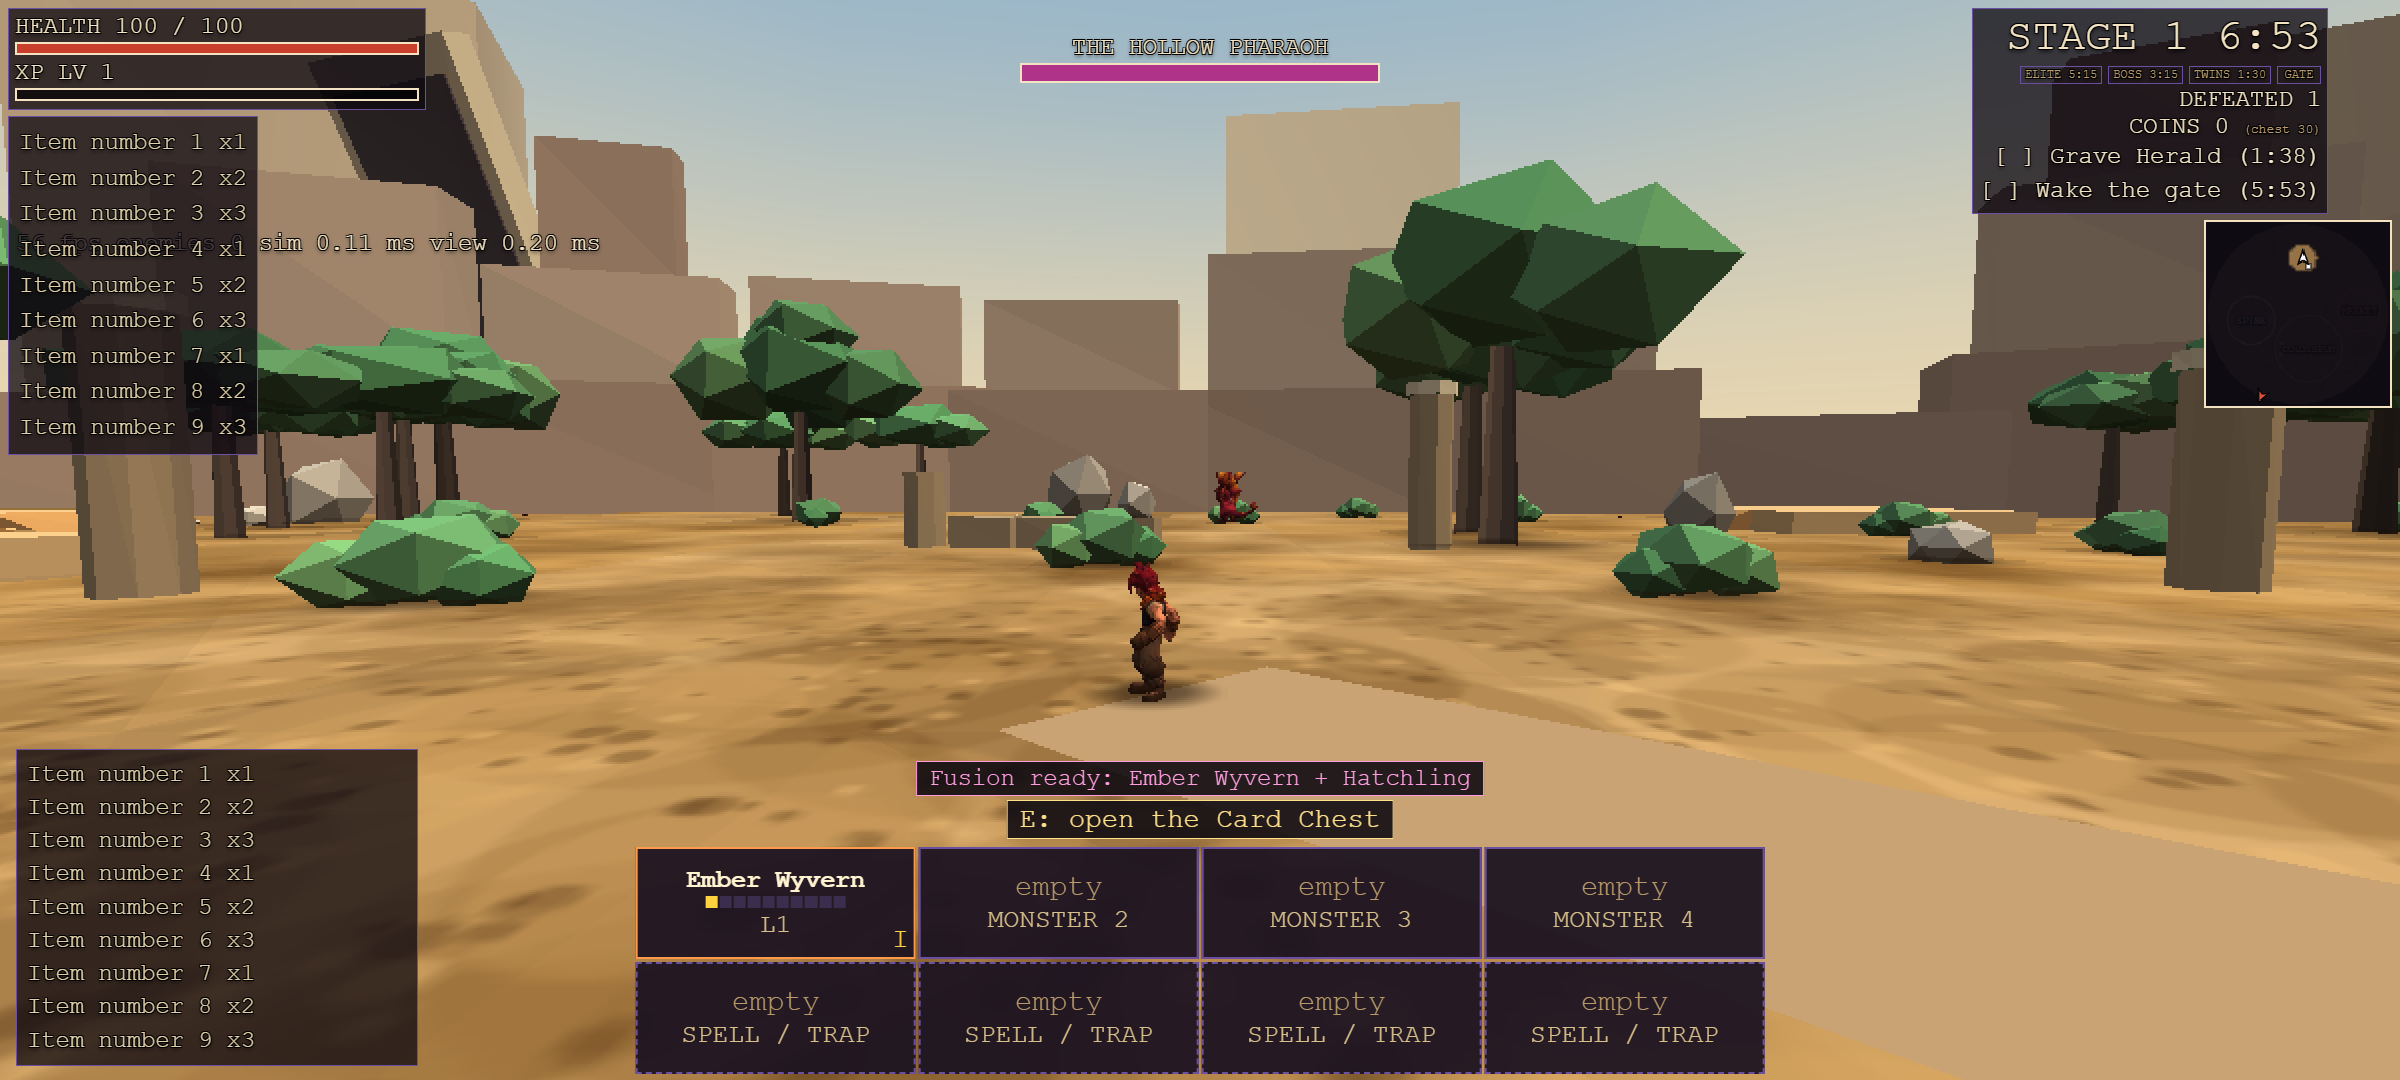 HEALTH 100 / 100
XP LV 1
Item number 1 x1
Item number 2 x2
Item number 3 x3
Item number 4 x1
Item number 5 x2
Item number 6 x3
Item number 7 x1
Item number 8 x2
Item number 9 x3
sim 0.11 ms view 0.20 ms
THE HOLLOW PHARAOH
STAGE 1 6:53
ELITE 5:15 BOSS 3:15 TWINS 1:30 GATE
DEFEATED 1
COINS 0 (chest 30)
[ ] Grave Herald (1:38)
[ ] Wake the gate (5:53)
Item number 1 x1
Item number 2 x2
Item number 3 x3
Item number 4 x1
Item number 5 x2
Item number 6 x3
Item number 7 x1
Item number 8 x2
Item number 9 x3
Fusion ready: Ember Wyvern + Hatchling
E: open the Card Chest
Ember Wyvern
L1
I
empty
MONSTER 2
empty
MONSTER 3
empty
MONSTER 4
empty
SPELL / TRAP
empty
SPELL / TRAP
empty
SPELL / TRAP
empty
SPELL / TRAP